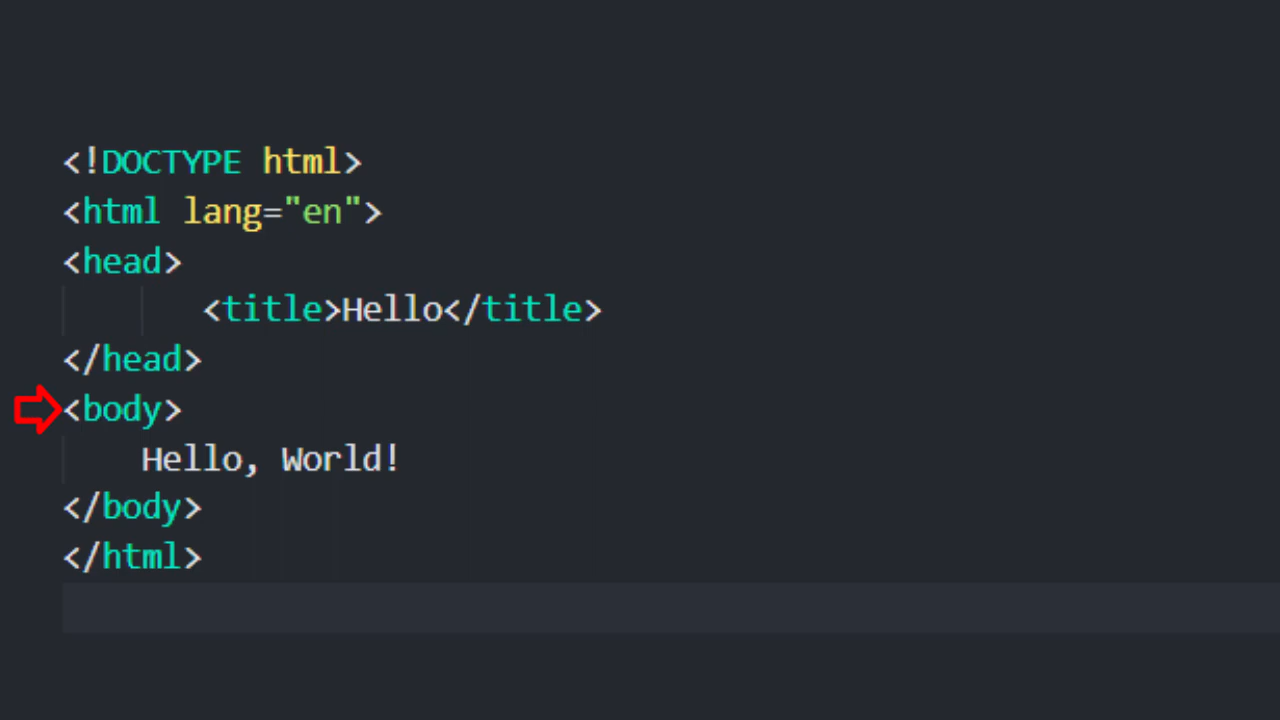 <!DOCTYPE html>
<html lang="en">
<head>
<title>Hello</title>
</head>
<body>
Hello, World!
</body>
</html>